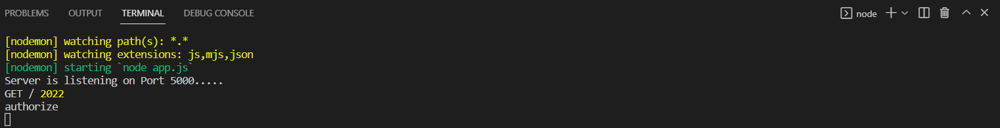 PROBLEMS OUTPUT TERMINAL DEBUG CONSOLE node
[nodemon] watching path(s): *.*
[nodemon] watching extensions: js,mjs,json
[nodemon] starting `node app.js`
Server is listening on Port 5000.....
GET / 2022
authorize